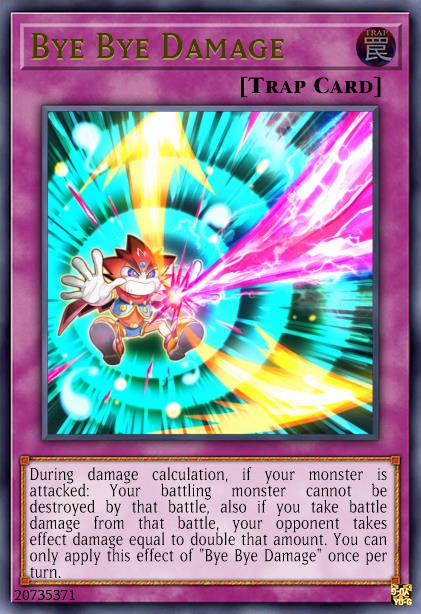 Bye Bye Damage
TRAP
罠
[Trap Card]
N
During damage calculation, if your monster is
attacked: Your battling monster cannot be
destroyed by that battle, also if you take battle
damage from that battle, your opponent takes
effect damage equal to double that amount. You can
only apply this effect of "Bye Bye Damage" once per
turn.
20735371